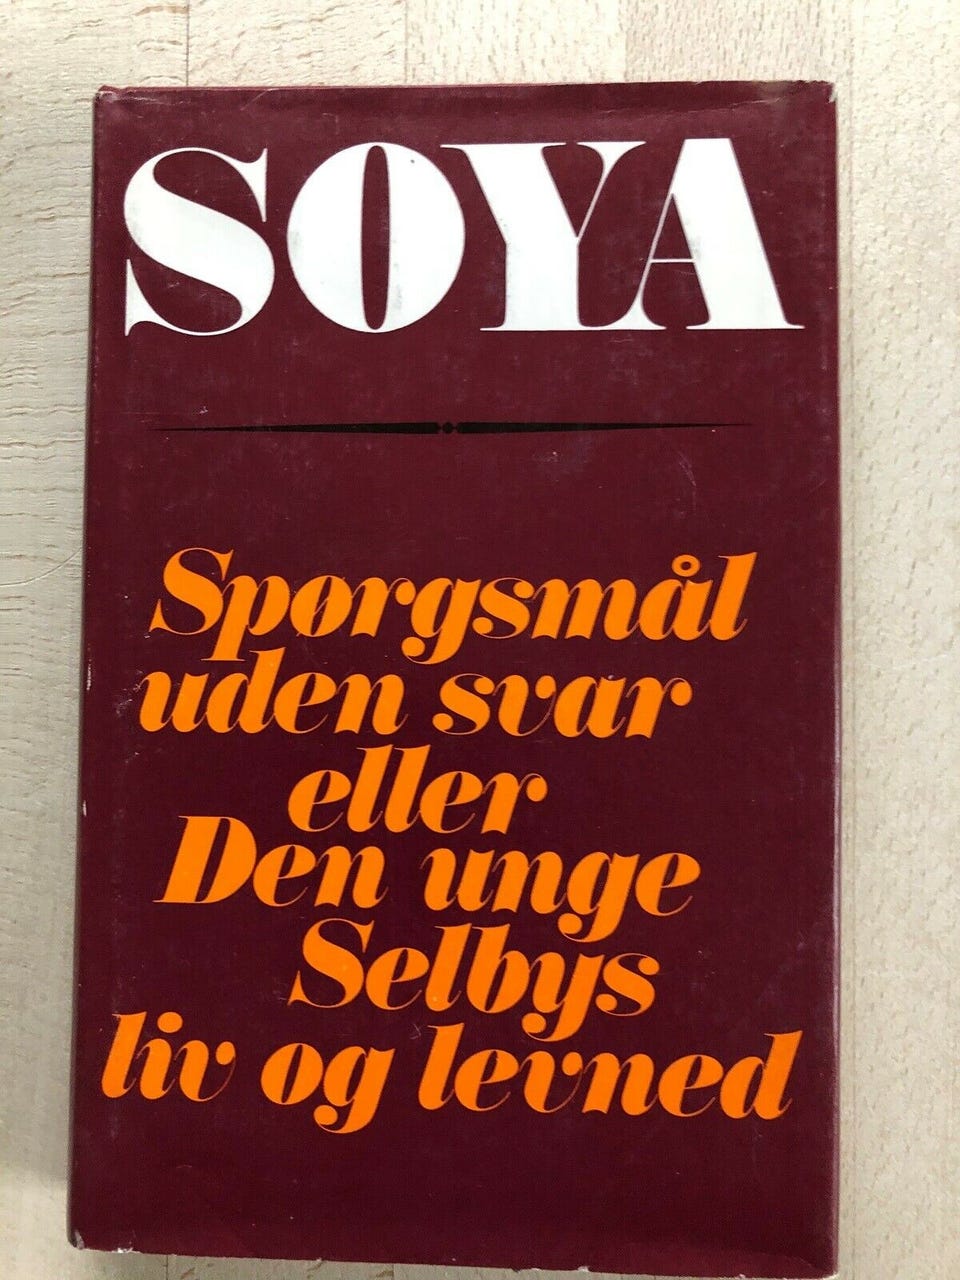 SOYA
Spørgsmål
uden svar
eller
Den unge
Selbys
liv og levned